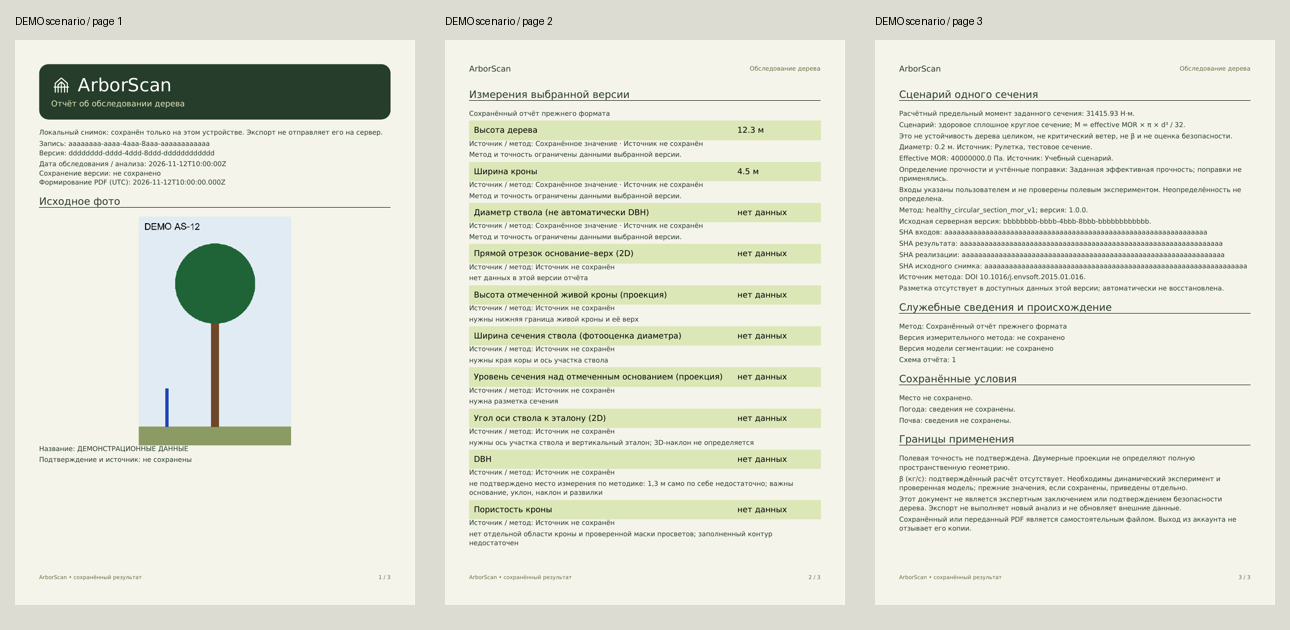 DEMO scenario / page 1
ArborScan
Отчёт об обследовании дерева
Локальный снимок: сохранён только на этом устройстве. Экспорт не отправляет его на сервер.
Запись: aaaaaaaa-aaaa-4aaa-8aaa-aaaaaaaaaaaa
Версия: dddddddd-dddd-4ddd-8ddd-dddddddddddd
Дата обследования / анализа: 2026-11-12T10:00:00Z
Сохранение версии: не сохранено
Формирование PDF (UTC): 2026-11-12T10:00:00.000Z
Исходное фото
DEMO AS-12
Название: ДЕМОНСТРАЦИОННЫЕ ДАННЫЕ
Подтверждение и источник: не сохранены
ArborScan • сохранённый результат
1 / 3
DEMO scenario / page 2
ArborScan
Обследование дерева
Измерения выбранной версии
Сохранённый отчёт прежнего формата
Высота дерева 12.3 м
Источник / метод: Сохранённое значение · Источник не сохранён
Метод и точность ограничены данными выбранной версии.
Ширина кроны 4.5 м
Источник / метод: Сохранённое значение · Источник не сохранён
Метод и точность ограничены данными выбранной версии.
Диаметр ствола (не автоматически DBH) нет данных
Источник / метод: Сохранённое значение · Источник не сохранён
Метод и точность ограничены данными выбранной версии.
Прямой отрезок основание–верх (2D) нет данных
Источник / метод: Источник не сохранён
нет данных в этой версии отчёта
Высота отмеченной живой кроны (проекция) нет данных
Источник / метод: Источник не сохранён
нужны нижняя граница живой кроны и её верх
Ширина сечения ствола (фотооценка диаметра) нет данных
Источник / метод: Источник не сохранён
нужны края коры и ось участка ствола
Уровень сечения над отмеченным основанием (проекция) нет данных
Источник / метод: Источник не сохранён
нужна разметка сечения
Угол оси ствола к эталону (2D) нет данных
Источник / метод: Источник не сохранён
нужны ось участка ствола и вертикальный эталон; 3D-наклон не определяется
DBH нет данных
Источник / метод: Источник не сохранён
не подтверждено место измерения по методике: 1,3 м само по себе недостаточно; важны
основание, уклон, наклон и развилки
Пористость кроны нет данных
Источник / метод: Источник не сохранён
нет отдельной области кроны и проверенной маски просветов; заполненный контур
недостаточен
ArborScan • сохранённый результат
2 / 3
DEMO scenario / page 3
ArborScan
Обследование дерева
Сценарий одного сечения
Расчётный предельный момент заданного сечения: 31415.93 Н·м.
Сценарий: здоровое сплошное круглое сечение; M = effective MOR × π × d³ / 32.
Это не устойчивость дерева целиком, не критический ветер, не β и не оценка безопасности.
Диаметр: 0.2 м. Источник: Рулетка, тестовое сечение.
Effective MOR: 40000000.0 Па. Источник: Учебный сценарий.
Определение прочности и учтённые поправки: Заданная эффективная прочность; поправки не
применялись.
Входы указаны пользователем и не проверены полевым экспериментом. Неопределённость не
определена.
Метод: healthy_circular_section_mor_v1; версия: 1.0.0.
Исходная серверная версия: bbbbbbbb-bbbb-4bbb-8bbb-bbbbbbbbbbbb.
SHA входов: aaaaaaaaaaaaaaaaaaaaaaaaaaaaaaaaaaaaaaaaaaaaaaaaaaaaaaaaaaaaaaaa
SHA результата: aaaaaaaaaaaaaaaaaaaaaaaaaaaaaaaaaaaaaaaaaaaaaaaaaaaaaaaaaaaaaaaa
SHA реализации: aaaaaaaaaaaaaaaaaaaaaaaaaaaaaaaaaaaaaaaaaaaaaaaaaaaaaaaaaaaaaaaa
SHA исходного снимка: aaaaaaaaaaaaaaaaaaaaaaaaaaaaaaaaaaaaaaaaaaaaaaaaaaaaaaaaaaaaaaaa
Источник метода: DOI 10.1016/j.envsoft.2015.01.016.
Разметка отсутствует в доступных данных этой версии; автоматически не восстановлена.
Служебные сведения и происхождение
Метод: Сохранённый отчёт прежнего формата
Версия измерительного метода: не сохранено
Версия модели сегментации: не сохранено
Схема отчёта: 1
Сохранённые условия
Место не сохранено.
Погода: сведения не сохранены.
Почва: сведения не сохранены.
Границы применения
Полевая точность не подтверждена. Двумерные проекции не определяют полную
пространственную геометрию.
β (кг/с): подтверждённый расчёт отсутствует. Необходимы динамический эксперимент и
проверенная модель; прежние значения, если сохранены, приведены отдельно.
Этот документ не является экспертным заключением или подтверждением безопасности
дерева. Экспорт не выполняет новый анализ и не обновляет внешние данные.
Сохранённый или переданный PDF является самостоятельным файлом. Выход из аккаунта не
отзывает его копии.
ArborScan • сохранённый результат
3 / 3